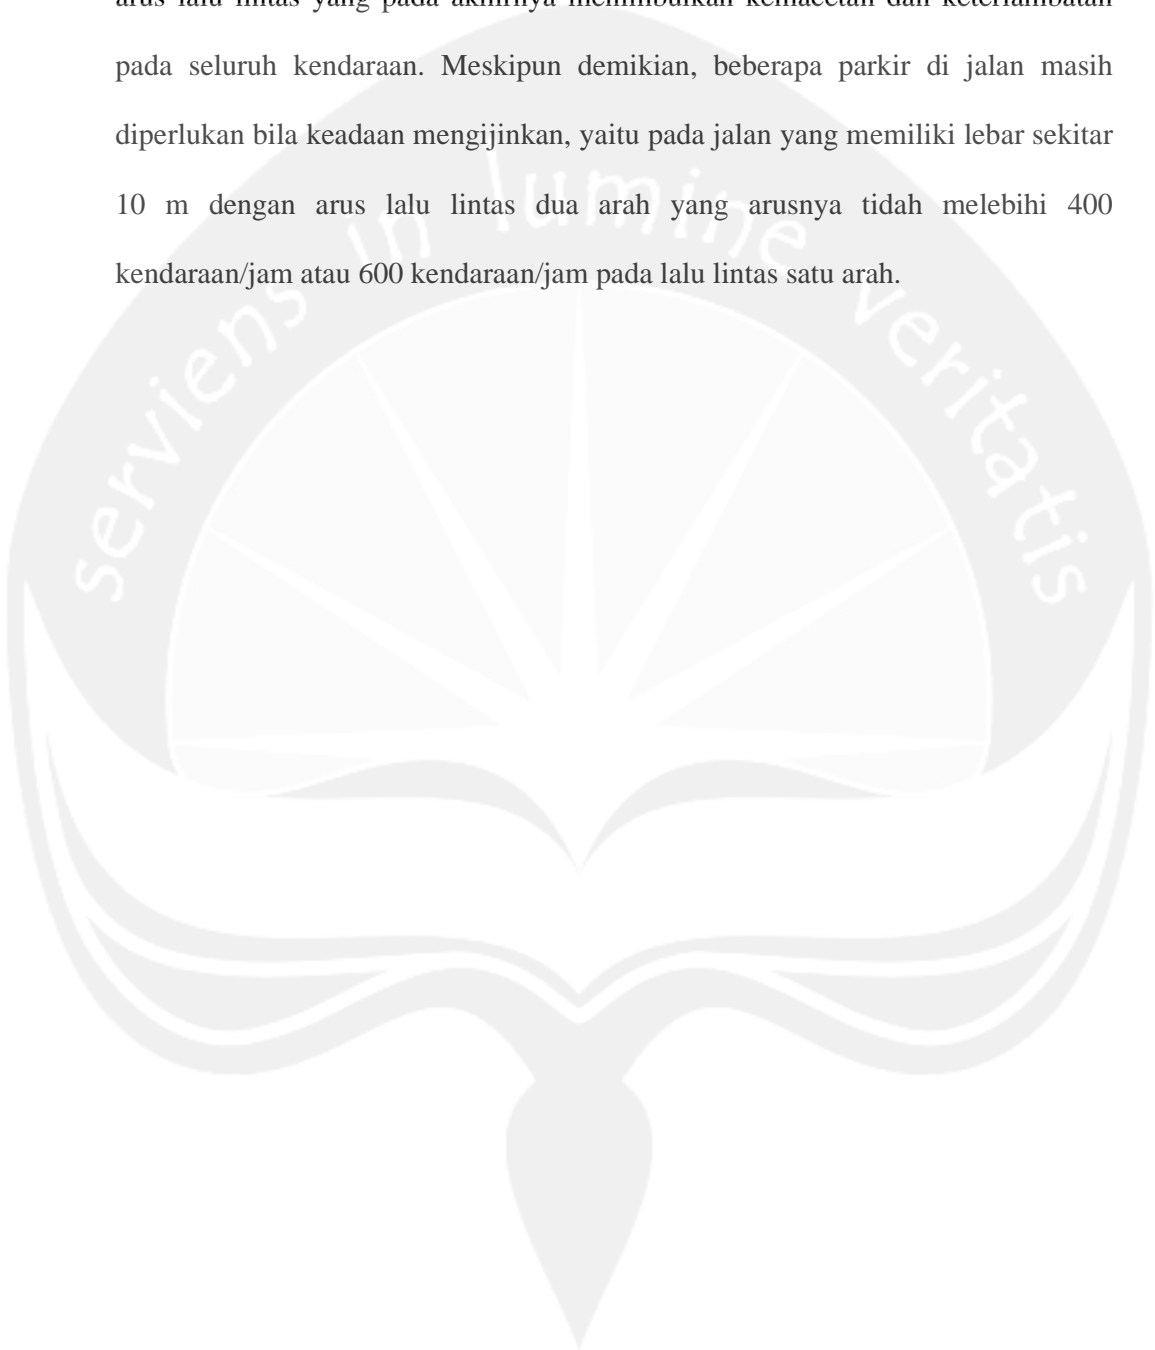 arus lalu lintas yang pada akhirnya menimbulkan kemacetan dan keterlambatan
pada seluruh kendaraan. Meskipun demikian, beberapa parkir di jalan masih
diperlukan bila keadaan mengijinkan, yaitu pada jalan yang memiliki lebar sekitar
10 m dengan arus lalu lintas dua arah yang arusnya tidah melebihi 400
kendaraan/jam atau 600 kendaraan/jam pada lalu lintas satu arah.
serviens in lumine veritatis